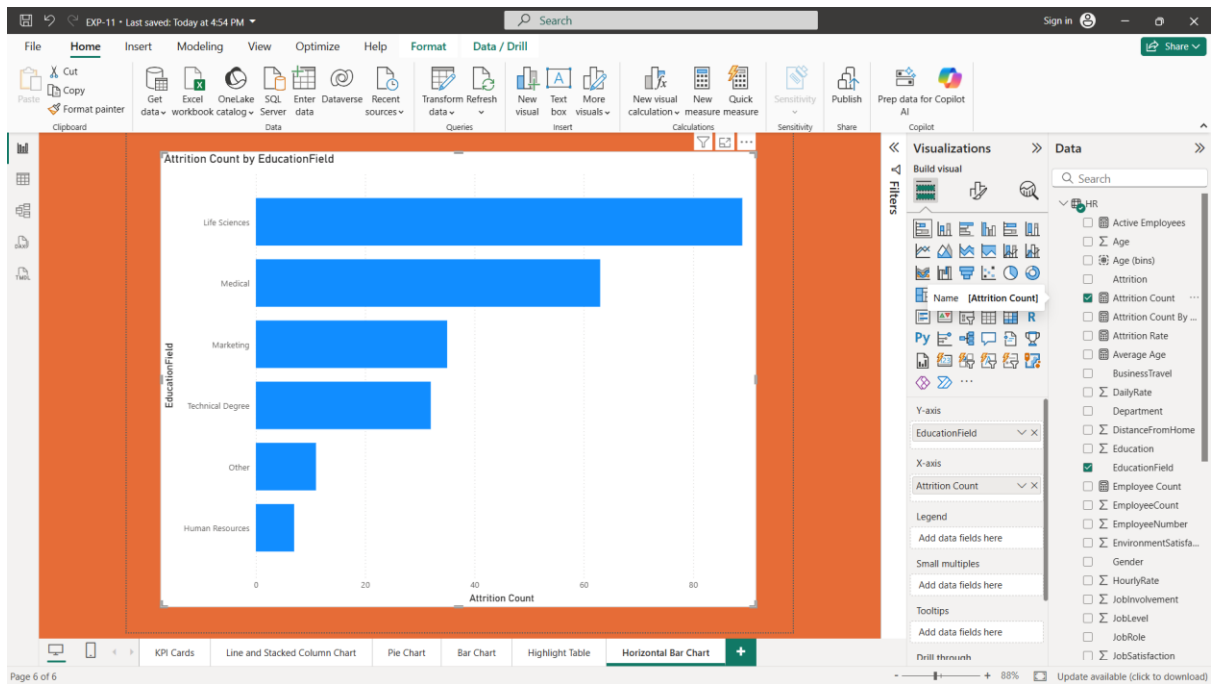 EXP-11 • Last saved: Today at 4:54 PM
Search
Sign in
File Home Insert Modeling View Optimize Help Format Data / Drill
Share
Paste
Cut
Copy
Format painter
Clipboard
Get data
Excel workbook
OneLake catalog
SQL Server
Enter data
Dataverse
Recent sources
Data
Transform data
Refresh
Queries
New visual
Text box
More visuals
Insert
New visual calculation
New measure
Quick measure
Calculations
Sensitivity
Sensitivity
Publish
Share
Prep data for AI
Copilot
Copilot
Attrition Count by EducationField
EducationField
Life Sciences
Medical
Marketing
Technical Degree
Other
Human Resources
0 20 40 60 80
Attrition Count
Filters
Visualizations
Build visual
Name [Attrition Count]
R
Py
123
Y-axis
EducationField
X-axis
Attrition Count
Legend
Add data fields here
Small multiples
Add data fields here
Tooltips
Add data fields here
Drill through
Data
Search
HR
Active Employees
Age
Age (bins)
Attrition
Attrition Count
Attrition Count By ...
Attrition Rate
Average Age
BusinessTravel
DailyRate
Department
DistanceFromHome
Education
EducationField
Employee Count
EmployeeCount
EmployeeNumber
EnvironmentSatisfa...
Gender
HourlyRate
JobInvolvement
JobLevel
JobRole
JobSatisfaction
KPI Cards
Line and Stacked Column Chart
Pie Chart
Bar Chart
Highlight Table
Horizontal Bar Chart
Page 6 of 6
88%
Update available (click to download)